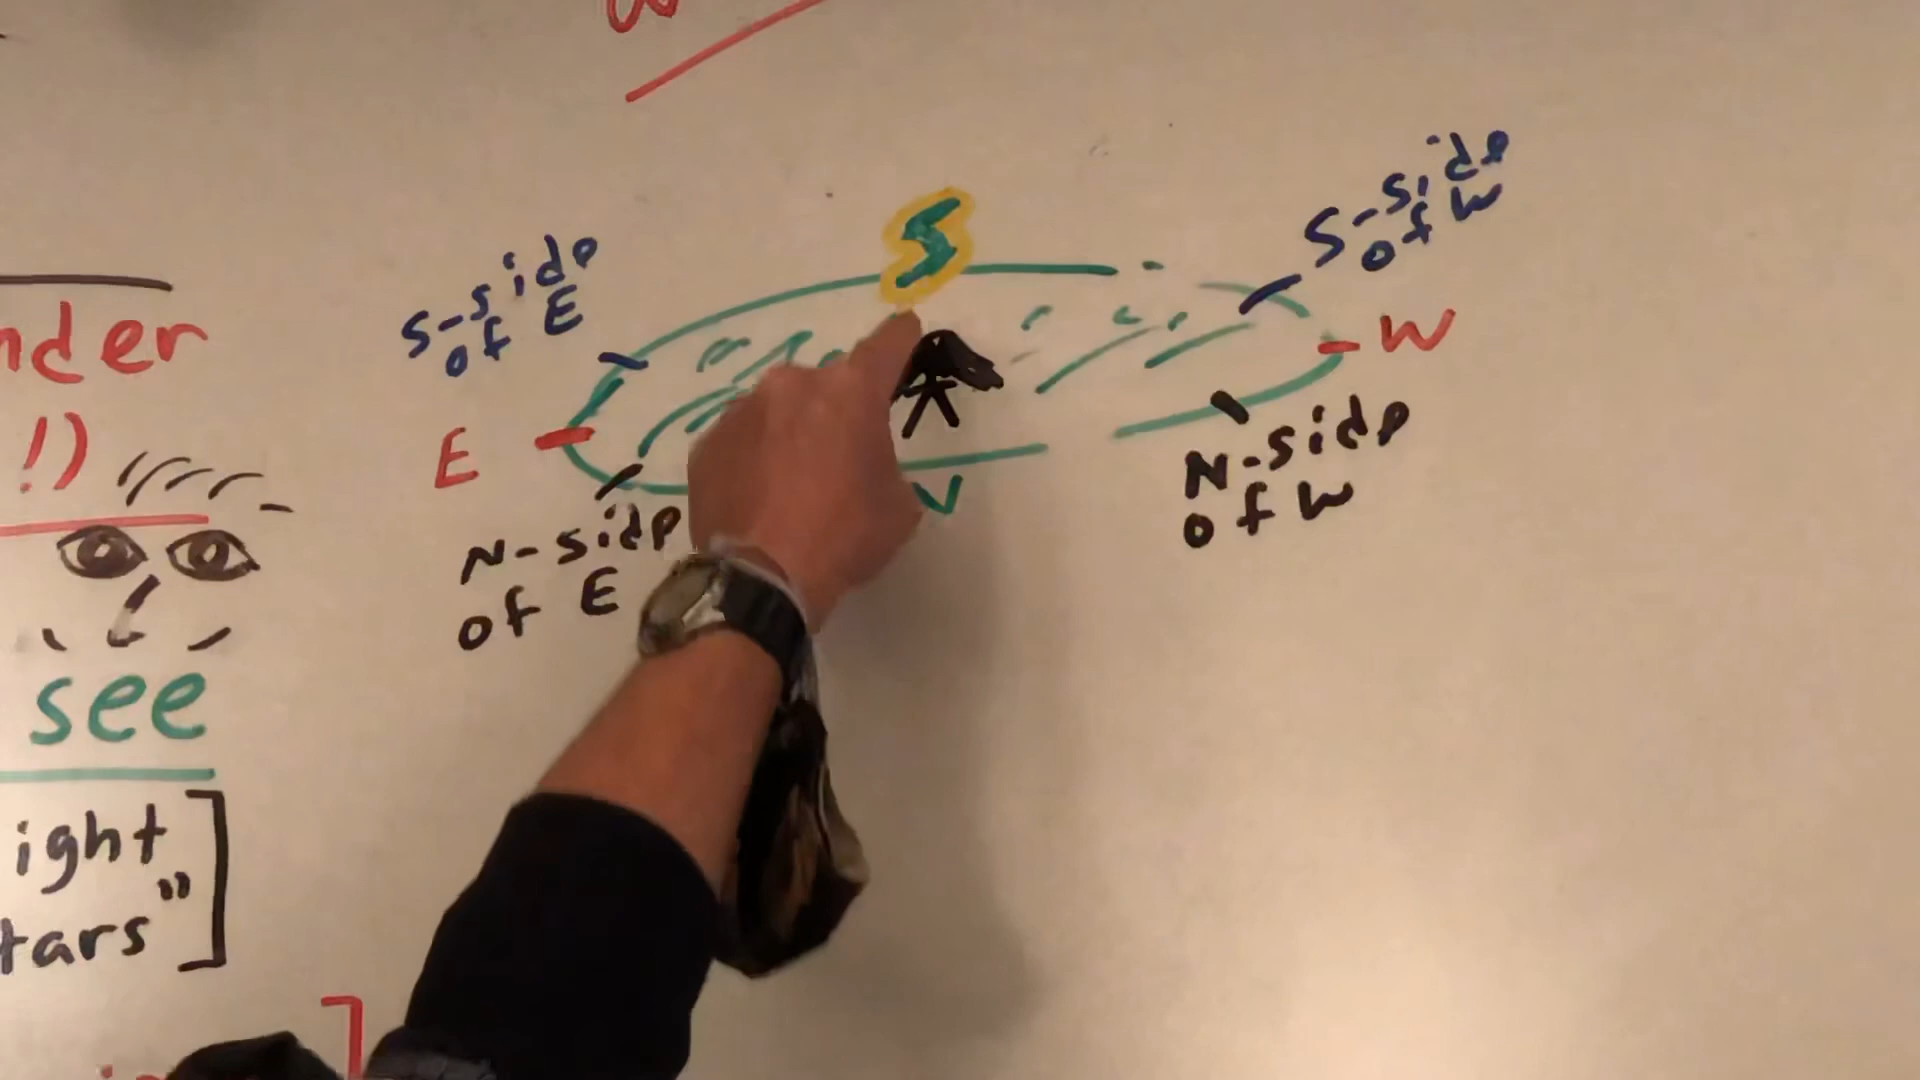 nder
!)
see
ight
tars"]
S
S-side
of E
E
N-side
of E
S-side
of W
W
N-side
of W